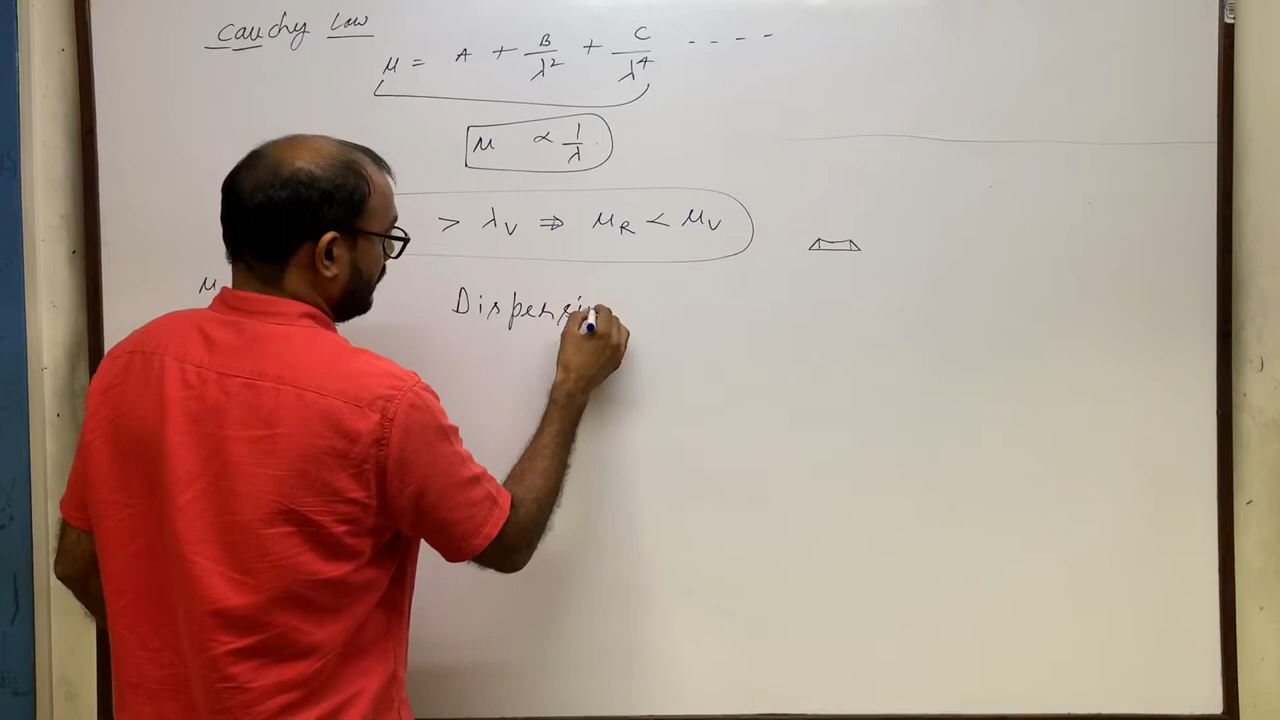 Cauchy Law
μ = A + B/λ² + C/λ⁴ ----
μ ∝ 1/λ
> λ_V ⇒ μ_R < μ_V
μ
Dispersi